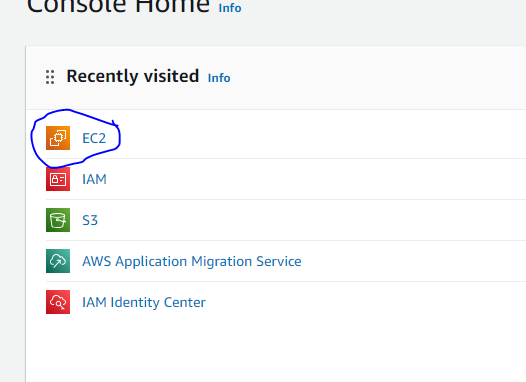 Console Home Info
Recently visited Info
EC2
IAM
S3
AWS Application Migration Service
IAM Identity Center